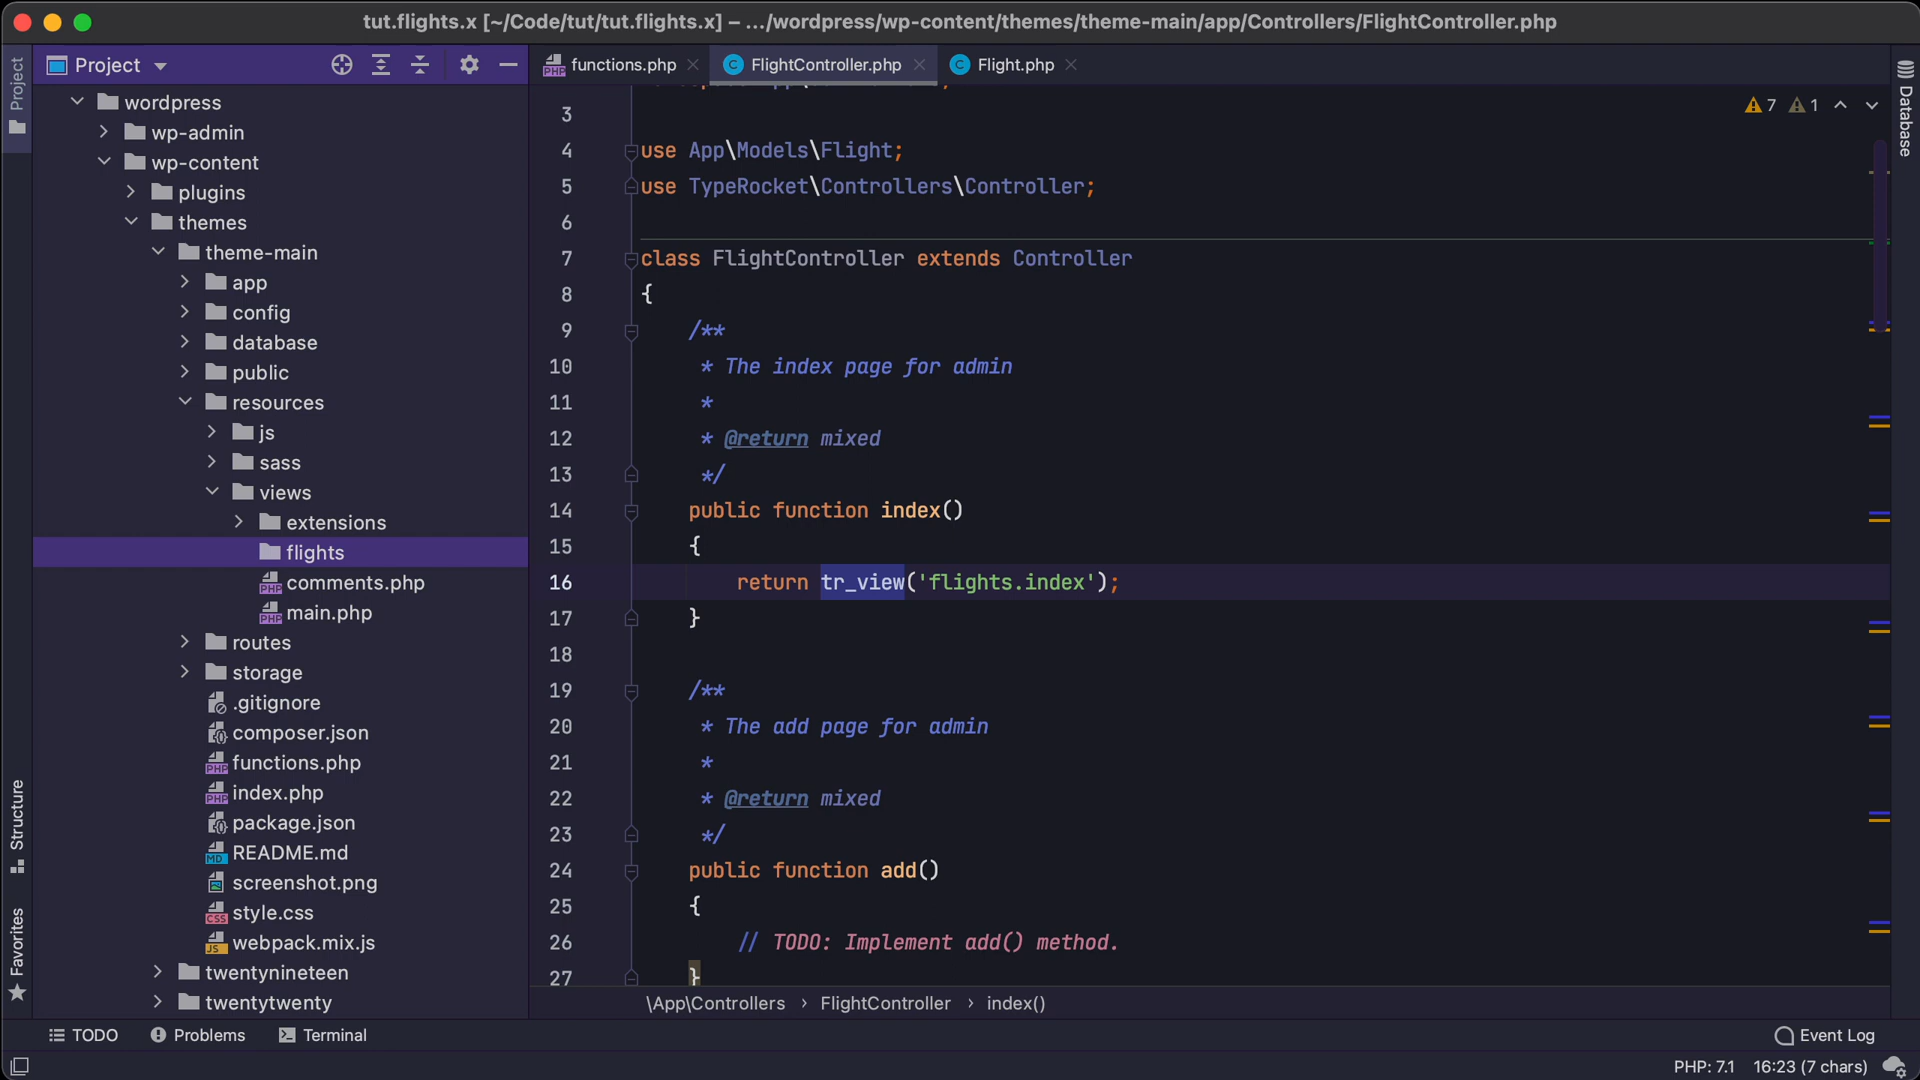 tut.flights.x [~/Code/tut/tut.flights.x] – .../wordpress/wp-content/themes/theme-main/app/Controllers/FlightController.php
Project
functions.php
FlightController.php
Flight.php
Project
Structure
Favorites
wordpress
wp-admin
wp-content
plugins
themes
theme-main
app
config
database
public
resources
js
sass
views
extensions
flights
comments.php
main.php
routes
storage
.gitignore
composer.json
functions.php
index.php
package.json
README.md
screenshot.png
style.css
webpack.mix.js
twentynineteen
twentytwenty
7 1
Database
3
4 use App\Models\Flight;
5 use TypeRocket\Controllers\Controller;
6
7 class FlightController extends Controller
8 {
9 /**
10 * The index page for admin
11 *
12 * @return mixed
13 */
14 public function index()
15 {
16 return tr_view('flights.index');
17 }
18
19 /**
20 * The add page for admin
21 *
22 * @return mixed
23 */
24 public function add()
25 {
26 // TODO: Implement add() method.
27 }
\App\Controllers › FlightController › index()
TODO
Problems
Terminal
Event Log
PHP: 7.1 16:23 (7 chars)